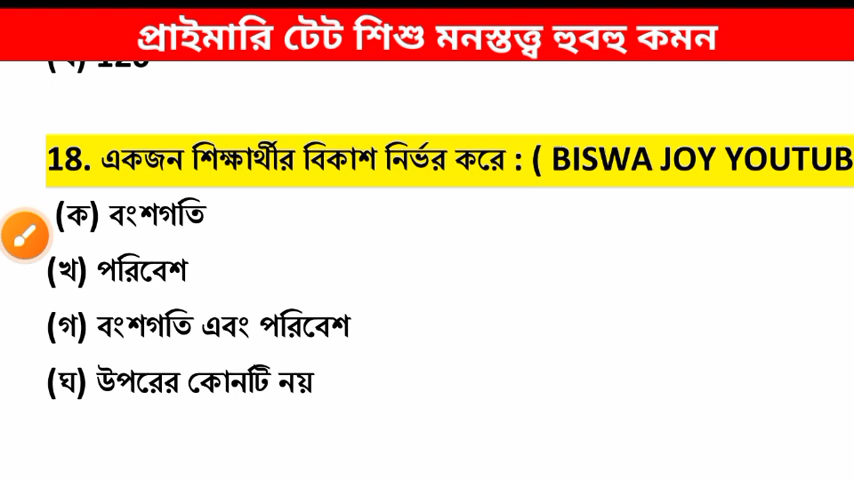 প্রাইমারি টেট শিশু মনস্তত্ত্ব হুবহু কমন
18. একজন শিক্ষার্থীর বিকাশ নির্ভর করে : ( BISWA JOY YOUTUB
(ক) বংশগতি
(খ) পরিবেশ
(গ) বংশগতি এবং পরিবেশ
(ঘ) উপরের কোনটি নয়